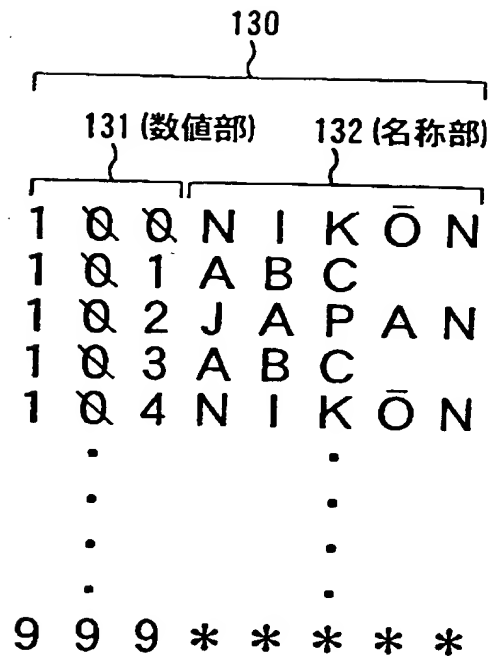 130
131 (数値部) 132 (名称部)
1 0̸ 0̸ N I K Ō N
1 0̸ 1 A B C
1 0̸ 2 J A P A N
1 0̸ 3 A B C
1 0̸ 4 N I K Ō N
. .
. .
. .
. .
9 9 9 * * * * *